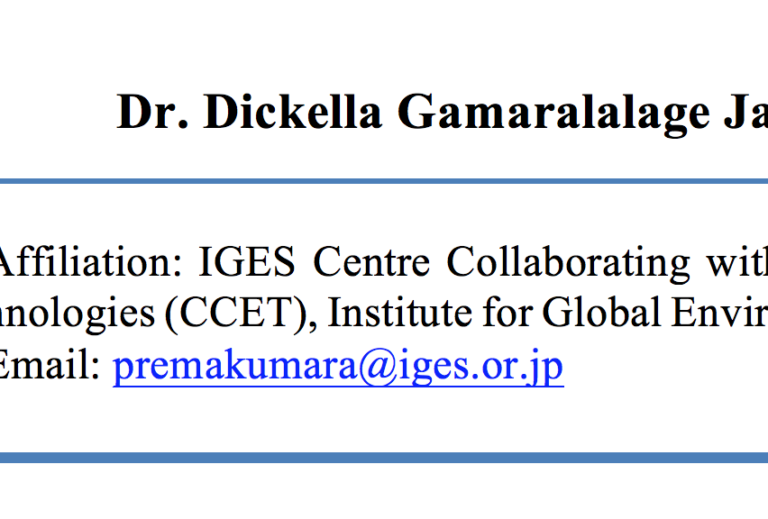 Dr. Dickella Gamaralalage Ja
Affiliation: IGES Centre Collaborating with
nnologies (CCET), Institute for Global Envir
Email: premakumara@iges.or.jp